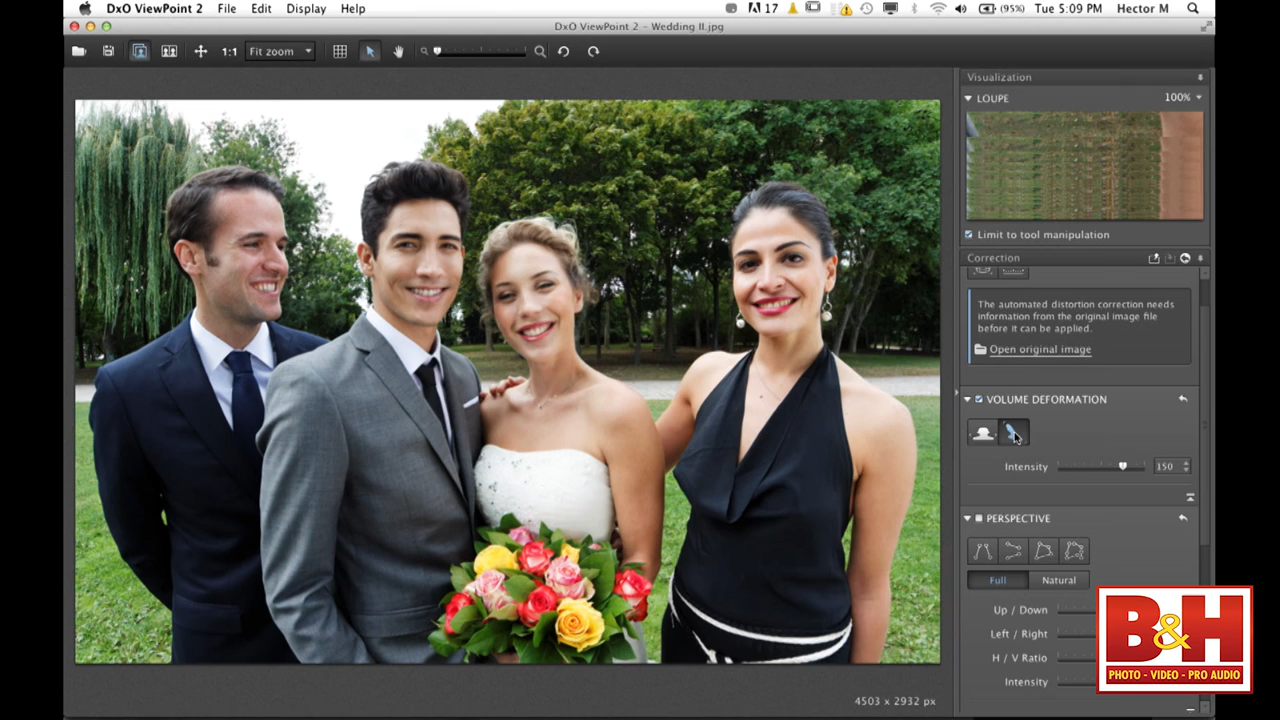 DxO ViewPoint 2 File Edit Display Help 17 (95%) Tue 5:09 PM Hector M
DxO ViewPoint 2 - Wedding II.jpg
1:1 Fit zoom
Visualization
LOUPE 100%
Limit to tool manipulation
Correction
The automated distortion correction needs
information from the original image file
before it can be applied.
Open original image
VOLUME DEFORMATION
Intensity 150
PERSPECTIVE
Full Natural
Up / Down
Left / Right
H / V Ratio
Intensity
B&H
PHOTO - VIDEO - PRO AUDIO
4503 x 2932 px